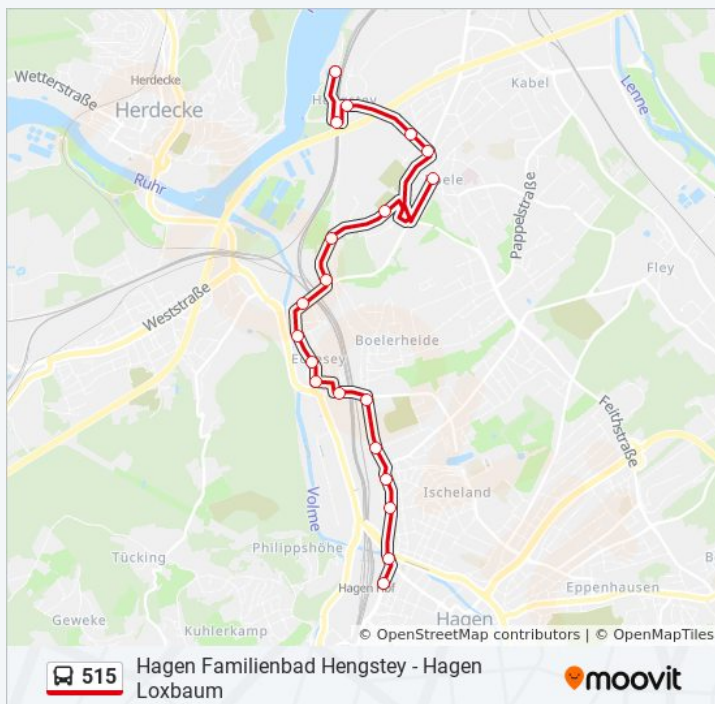 Wetterstraße
Herdecke
Herdecke
Kabel
Lenne
Ruhr
Pappelstraße
Fley
Weststraße
Boelerheide
Feithstraße
Ischeland
Volme
Philippshöhe
Tücking
Eppenhausen
Geweke
Kuhlerkamp
Hagen
© OpenStreetMap contributors | © OpenMapTiles
515
Hagen Familienbad Hengstey - Hagen
Loxbaum
moovit